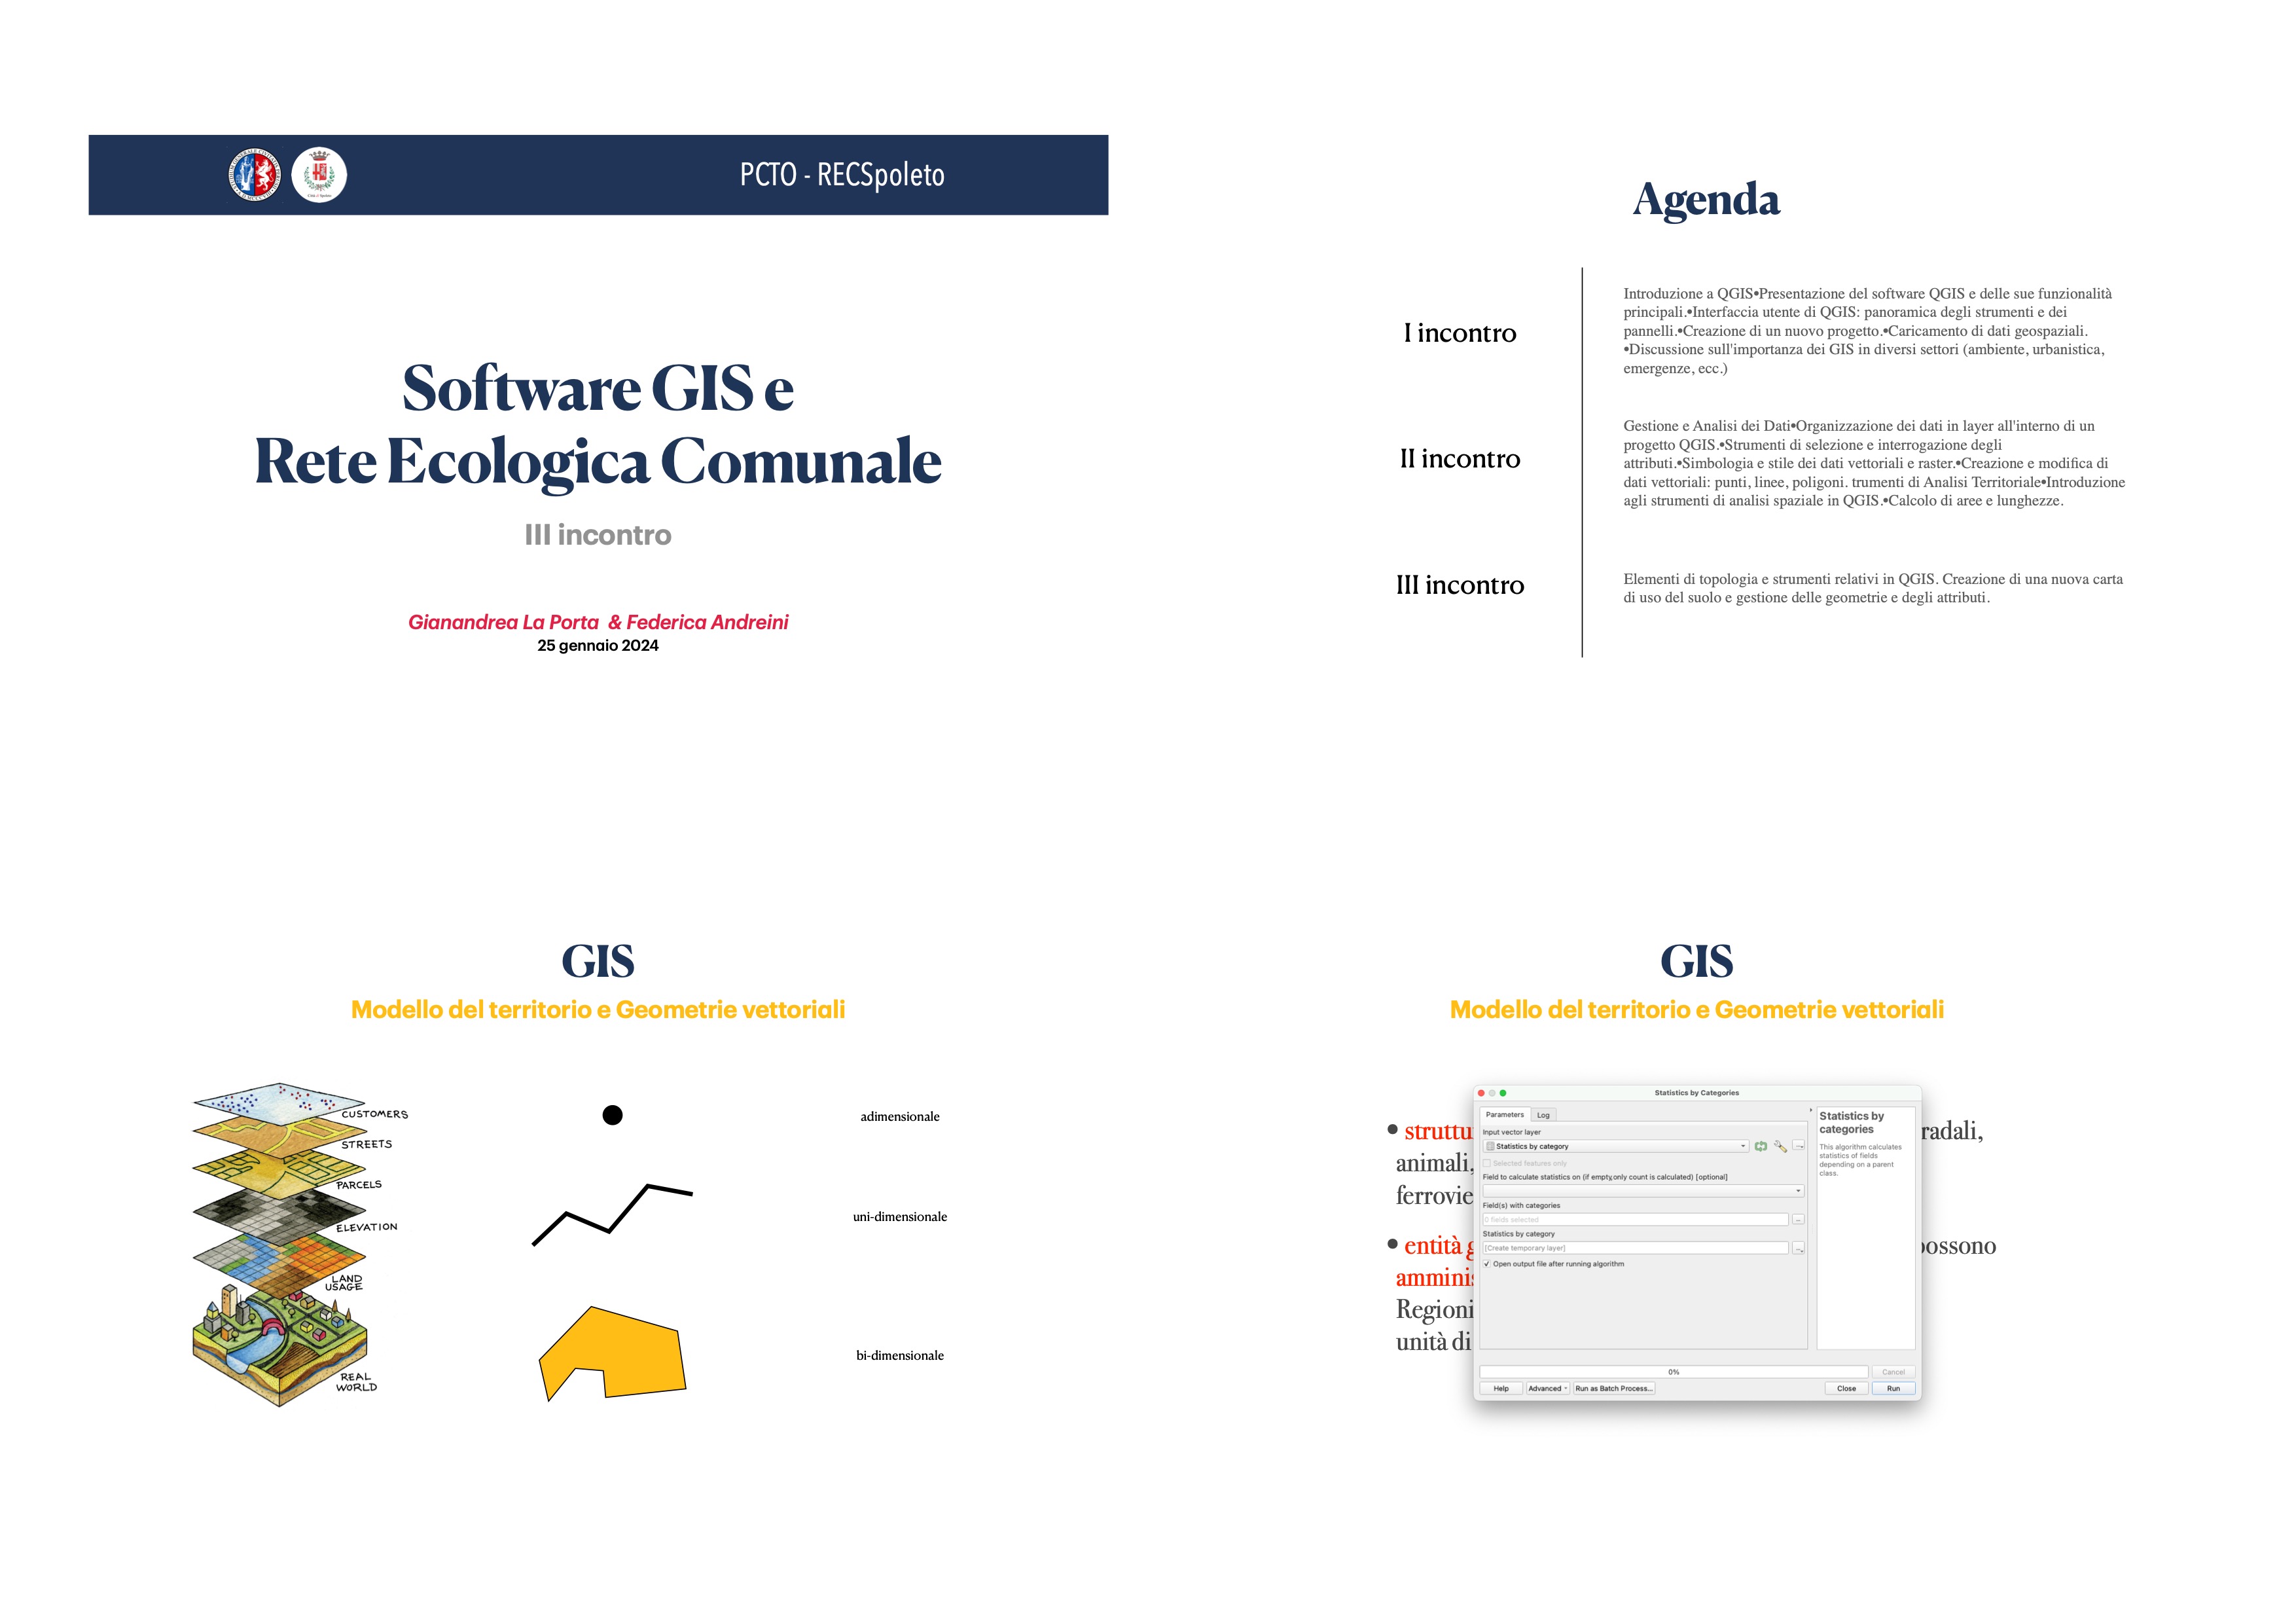 PCTO - RECSpoleto
Software GIS e
Rete Ecologica Comunale
III incontro
Gianandrea La Porta & Federica Andreini
25 gennaio 2024
Agenda
I incontro
Introduzione a QGIS•Presentazione del software QGIS e delle sue funzionalità
principali.•Interfaccia utente di QGIS: panoramica degli strumenti e dei
pannelli.•Creazione di un nuovo progetto.•Caricamento di dati geospaziali.
•Discussione sull'importanza dei GIS in diversi settori (ambiente, urbanistica,
emergenze, ecc.)
II incontro
Gestione e Analisi dei Dati•Organizzazione dei dati in layer all'interno di un
progetto QGIS.•Strumenti di selezione e interrogazione degli
attributi.•Simbologia e stile dei dati vettoriali e raster.•Creazione e modifica di
dati vettoriali: punti, linee, poligoni. trumenti di Analisi Territoriale•Introduzione
agli strumenti di analisi spaziale in QGIS.•Calcolo di aree e lunghezze.
III incontro
Elementi di topologia e strumenti relativi in QGIS. Creazione di una nuova carta
di uso del suolo e gestione delle geometrie e degli attributi.
GIS
Modello del territorio e Geometrie vettoriali
CUSTOMERS
STREETS
PARCELS
ELEVATION
LAND
USAGE
REAL
WORLD
adimensionale
uni-dimensionale
bi-dimensionale
GIS
Modello del territorio e Geometrie vettoriali
• struttu
radali,
animali,
ferrovie
• entità g
possono
amminis
Regioni
unità di
Statistics by Categories
Parameters
Log
Input vector layer
Statistics by category
Selected features only
Field to calculate statistics on (if empty, only count is calculated) [optional]
Field(s) with categories
0 fields selected
...
Statistics by category
[Create temporary layer]
Open output file after running algorithm
Statistics by
categories
This algorithm calculates
statistics of fields
depending on a parent
class.
0%
Cancel
Help
Advanced
Run as Batch Process...
Close
Run